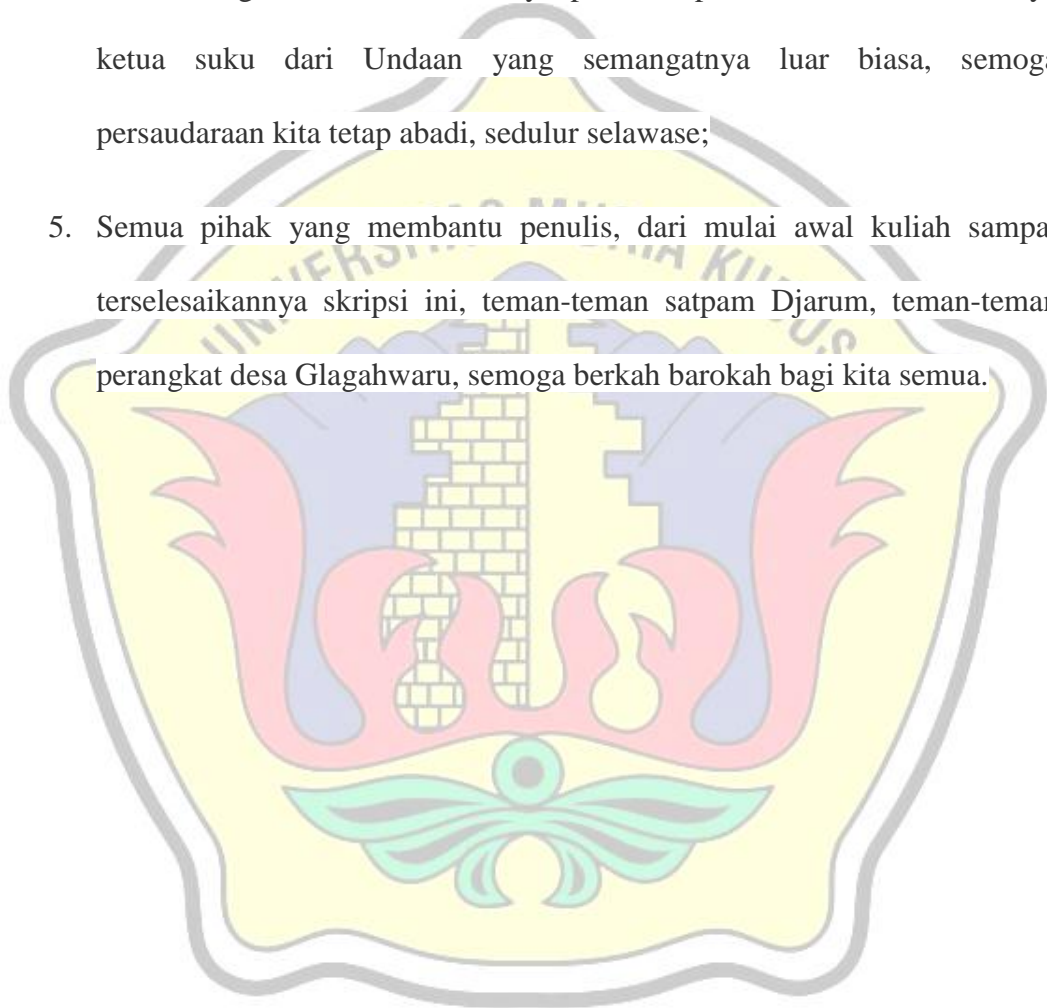 ketua suku dari Undaan yang semangatnya luar biasa, semoga
persaudaraan kita tetap abadi, sedulur selawase;
5. Semua pihak yang membantu penulis, dari mulai awal kuliah sampai
terselesaikannya skripsi ini, teman-teman satpam Djarum, teman-teman
perangkat desa Glagahwaru, semoga berkah barokah bagi kita semua.